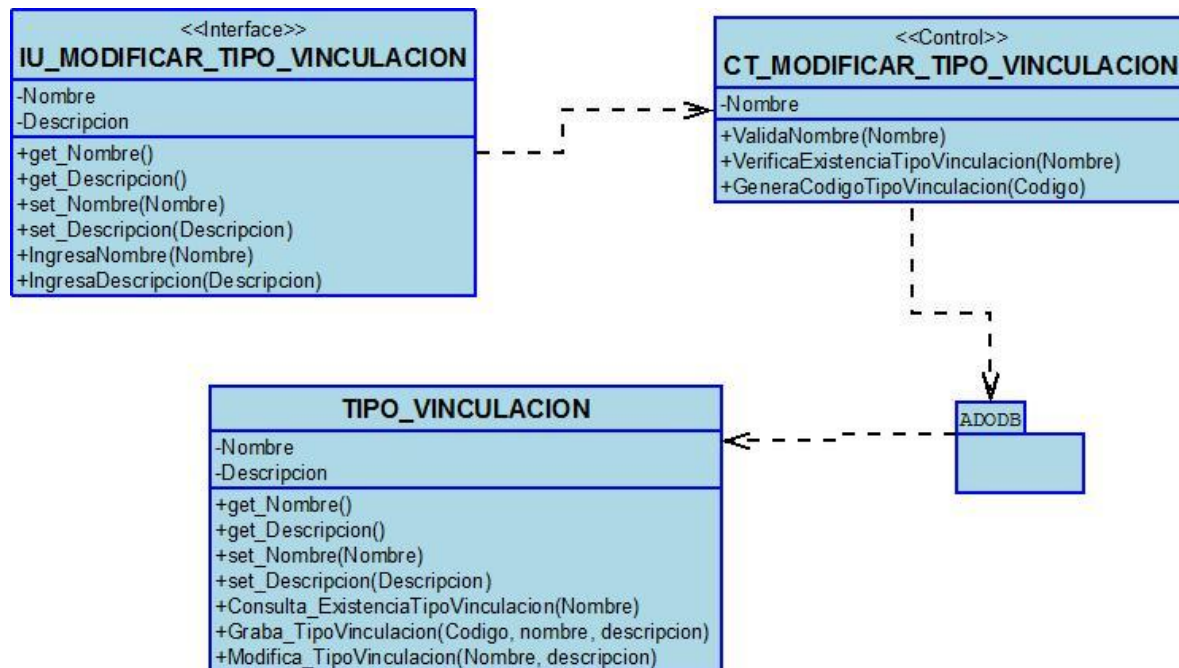 <<Interface>>
IU_MODIFICAR_TIPO_VINCULACION
-Nombre
-Descripcion
+get_Nombre()
+get_Descripcion()
+set_Nombre(Nombre)
+set_Descripcion(Descripcion)
+IngresaNombre(Nombre)
+IngresaDescripcion(Descripcion)
<<Control>>
CT_MODIFICAR_TIPO_VINCULACION
-Nombre
+ValidaNombre(Nombre)
+VerificaExistenciaTipoVinculacion(Nombre)
+GeneraCodigoTipoVinculacion(Codigo)
ADODB
TIPO_VINCULACION
-Nombre
-Descripcion
+get_Nombre()
+get_Descripcion()
+set_Nombre(Nombre)
+set_Descripcion(Descripcion)
+Consulta_ExistenciaTipoVinculacion(Nombre)
+Graba_TipoVinculacion(Codigo, nombre, descripcion)
+Modifica_TipoVinculacion(Nombre, descripcion)